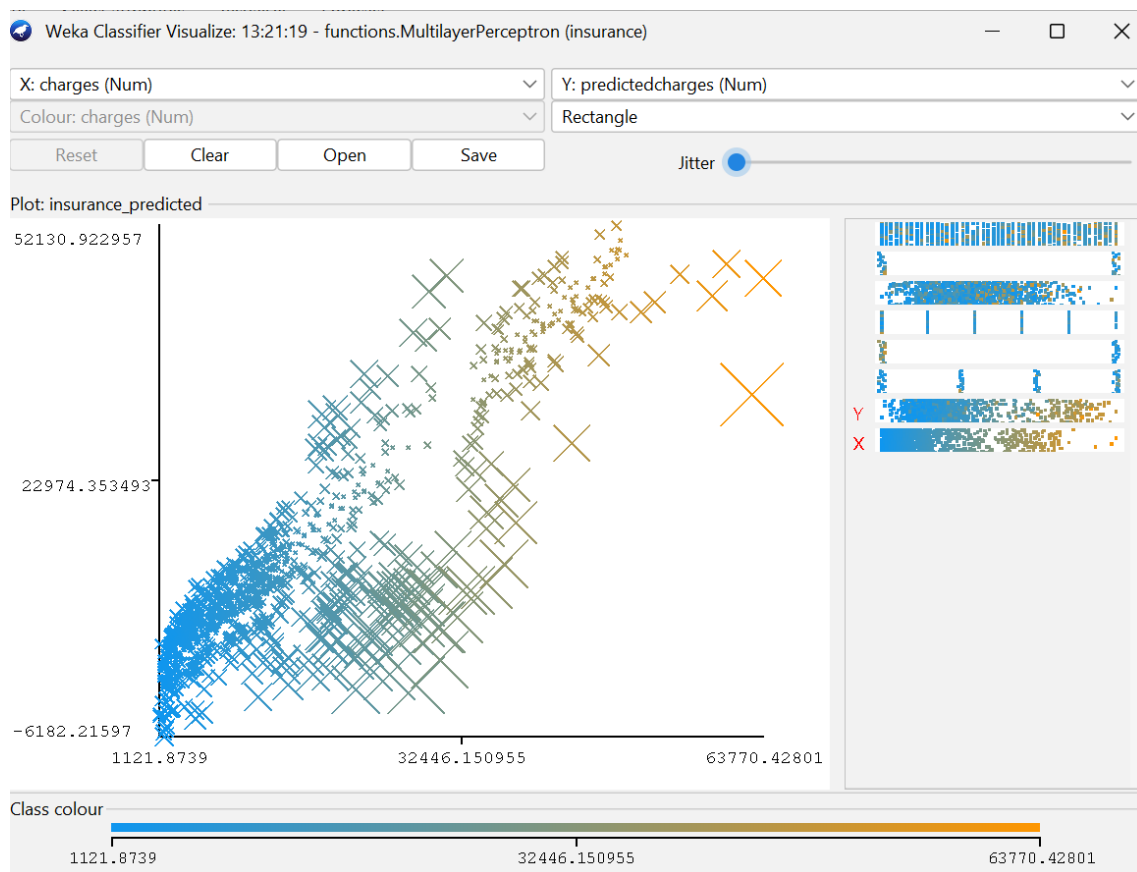 Weka Classifier Visualize: 13:21:19 - functions.MultilayerPerceptron (insurance)
X: charges (Num)
Y: predictedcharges (Num)
Colour: charges (Num)
Rectangle
Reset
Clear
Open
Save
Jitter
Plot: insurance_predicted
52130.922957
22974.353493
-6182.21597
1121.8739
32446.150955
63770.42801
Y
X
Class colour
1121.8739
32446.150955
63770.42801